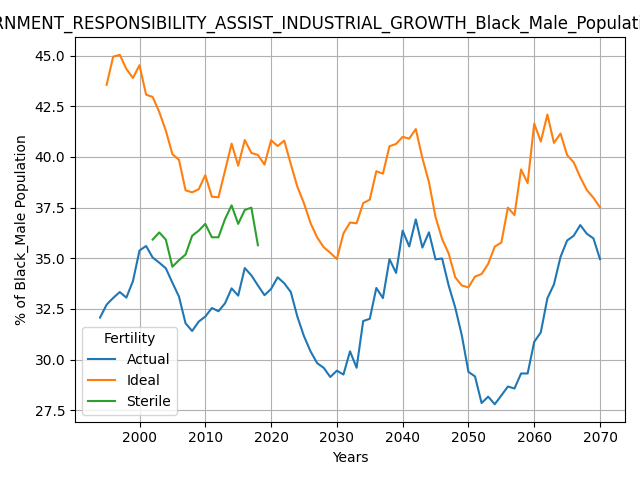 RNMENT_RESPONSIBILITY_ASSIST_INDUSTRIAL_GROWTH_Black_Male_Populati
45.0
42.5
40.0
37.5
35.0
32.5
30.0
27.5
% of Black_Male Population
Fertility
Actual
Ideal
Sterile
2000 2010 2020 2030 2040 2050 2060 2070
Years